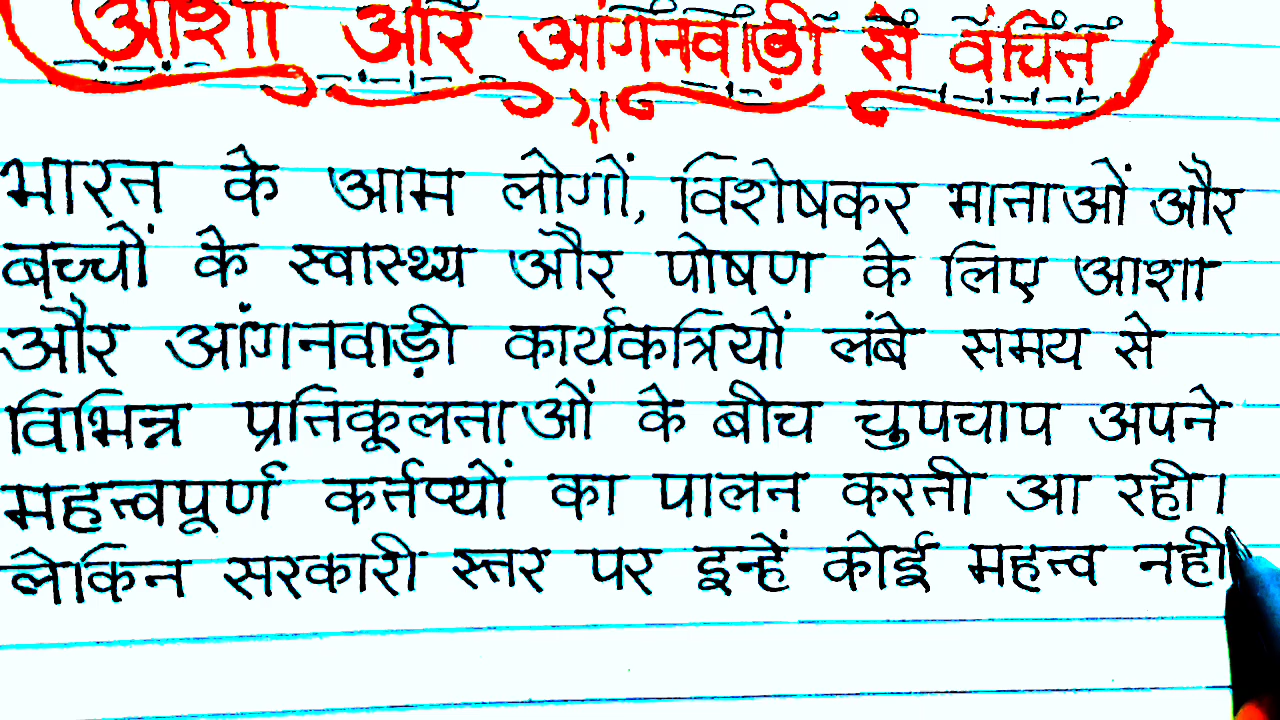 आशा और आंगनवाड़ी से वंचित
भारत के आम लोगों, विशेषकर माताओं और
बच्चों के स्वास्थ्य और पोषण के लिए आशा
और आंगनवाड़ी कार्यकत्रियों लंबे समय से
विभिन्न प्रतिकूलताओं के बीच चुपचाप अपने
महत्वपूर्ण कर्तव्यों का पालन करती आ रही।
लेकिन सरकारी स्तर पर इन्हें कोई महत्व नही